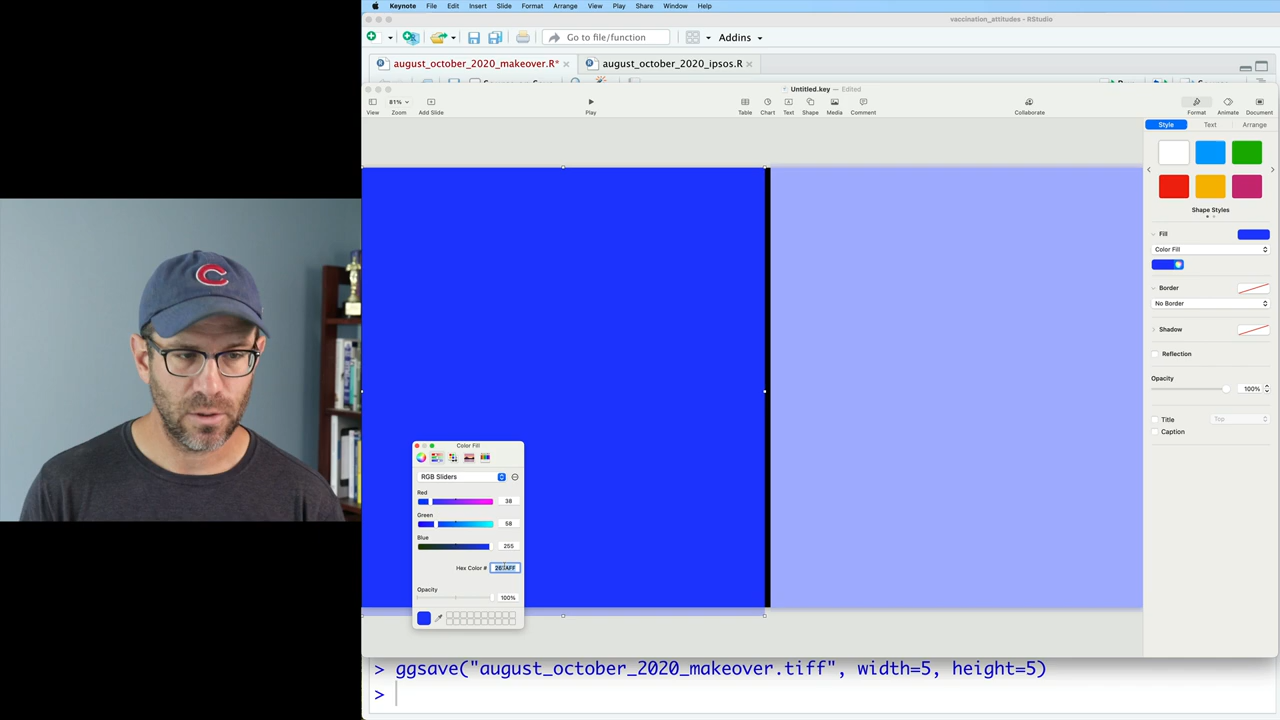 Keynote File Edit Insert Slide Format Arrange View Play Share Window Help
vaccination_attitudes - RStudio
Go to file/function Addins
august_october_2020_makeover.R* august_october_2020_ipsos.R
Untitled.key — Edited
81%
View Zoom Add Slide Play Table Chart Text Shape Media Comment Collaborate Format Animate Document
Style Text Arrange
Shape Styles
Fill
Color Fill
Border
No Border
Shadow
Reflection
Opacity
100%
Title Top
Caption
Color Fill
RGB Sliders
Red
38
Green
58
Blue
255
Hex Color # 263AFF
Opacity
100%
C
> ggsave("august_october_2020_makeover.tiff", width=5, height=5)
>